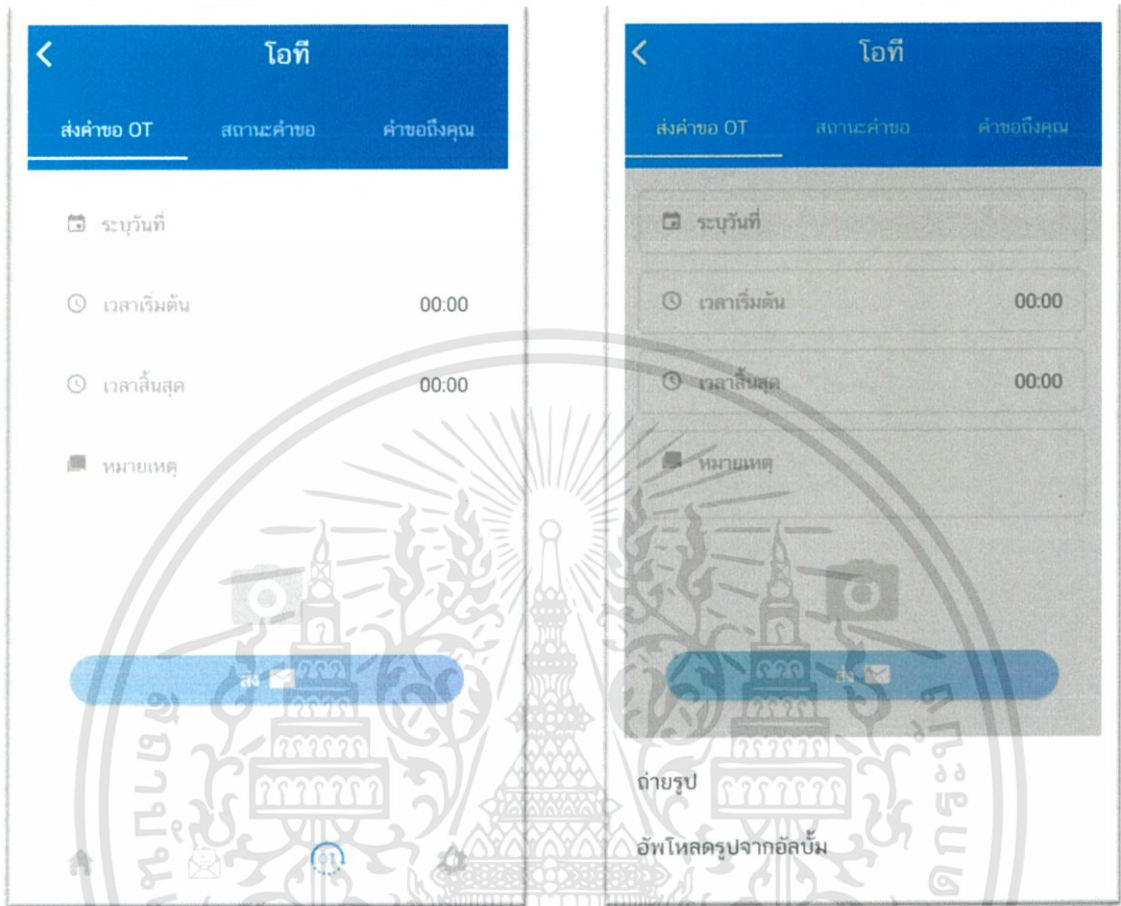 โอที
ส่งคำขอ OT สถานะคำขอ คำขอถึงคุณ
ระบุวันที่
เวลาเริ่มต้น 00:00
เวลาสิ้นสุด 00:00
หมายเหตุ
ส่ง
OT
โอที
ส่งคำขอ OT สถานะคำขอ คำขอถึงคุณ
ระบุวันที่
เวลาเริ่มต้น 00:00
เวลาสิ้นสุด 00:00
หมายเหตุ
ส่ง
ถ่ายรูป
อัพโหลดรูปจากอัลบั้ม